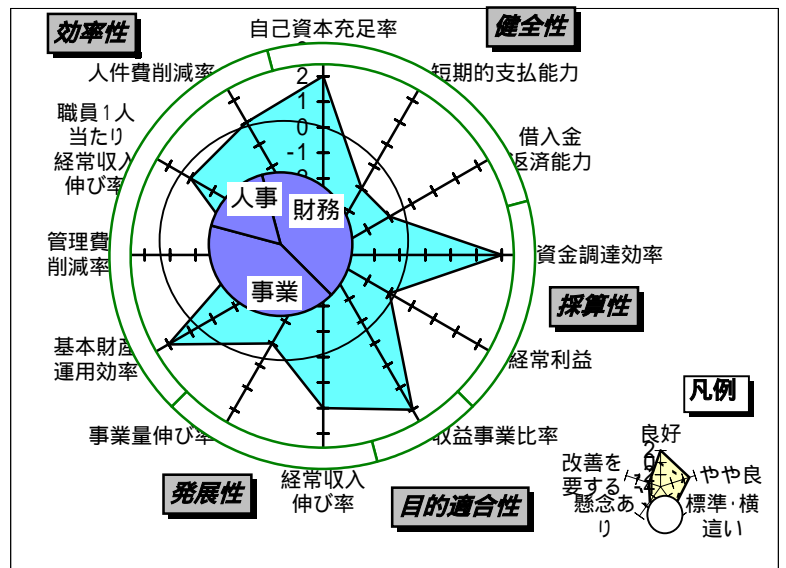 効率性
自己資本充足率
健全性
人件費削減率
短期的支払能力
職員1人
当たり
経常収入
伸び率
借入金
返済能力
2
1
0
-1
人事
財務
事業
管理費
削減率
資金調達効率
採算性
基本財産
運用効率
経常利益
事業量伸び率
収益事業比率
経常収入
伸び率
発展性
目的適合性
凡例
良好
2
0
改善を
要する
やや良
懸念あ
り
標準・横
這い